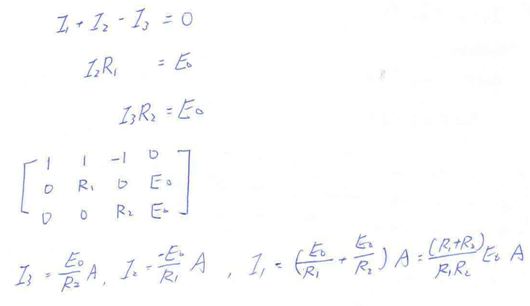 I₁ + I₂ - I₃ = 0
I₂R₁ = E₀
I₃R₂ = E₀
[ 1 1 -1 0
0 R₁ 0 E₀
0 0 R₂ E₀ ]
I₃ = E₀/R₂ A, I₂ = -E₀/R₁ A, I₁ = (E₀/R₁ + E₀/R₂) A = (R₁+R₂)/R₁R₂ E₀ A